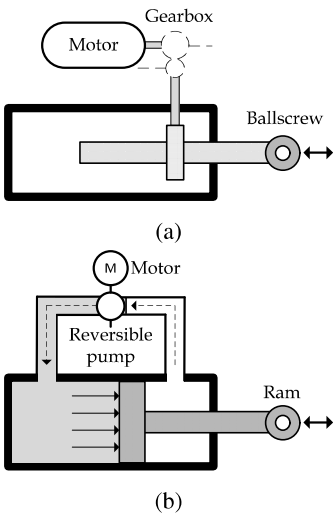 Gearbox
Motor
Ballscrew
(a)
M Motor
Reversible
pump
Ram
(b)